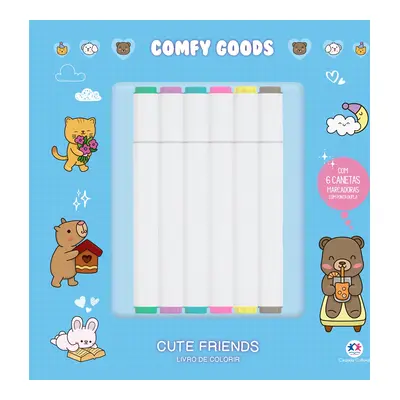 COMFY GOODS
COM
6 CANETAS
MARCADORAS
CUTE FRIENDS
LIVRO DE COLORIR